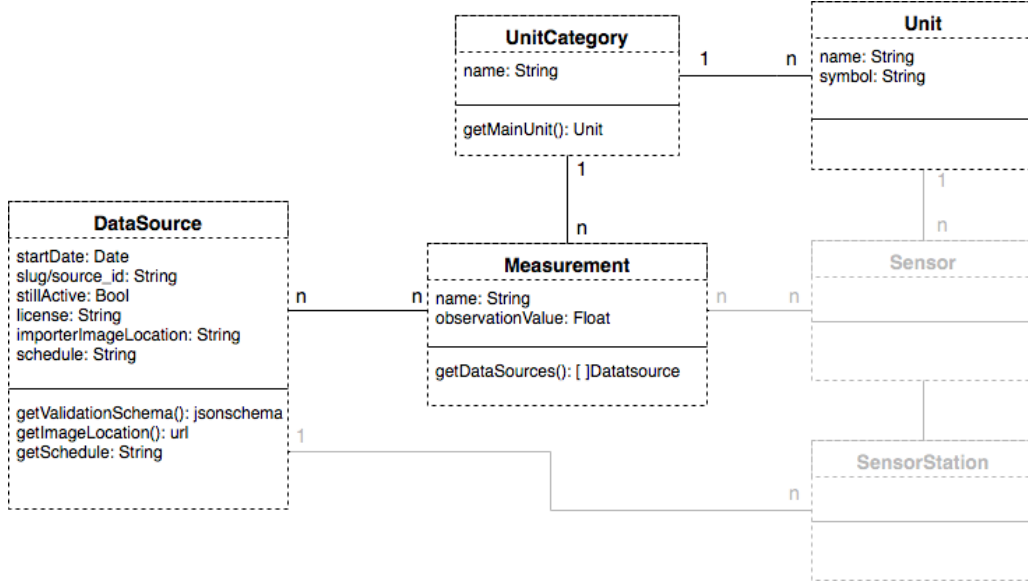 UnitCategory
name: String
getMainUnit(): Unit
1
n
Unit
name: String
symbol: String
1
n
1
n
DataSource
startDate: Date
slug/source_id: String
stillActive: Bool
license: String
importerImageLocation: String
schedule: String
getValidationSchema(): jsonschema
getImageLocation(): url
getSchedule: String
n
n
Measurement
name: String
observationValue: Float
getDataSources(): [ ]Datatsource
n
n
Sensor
1
n
SensorStation